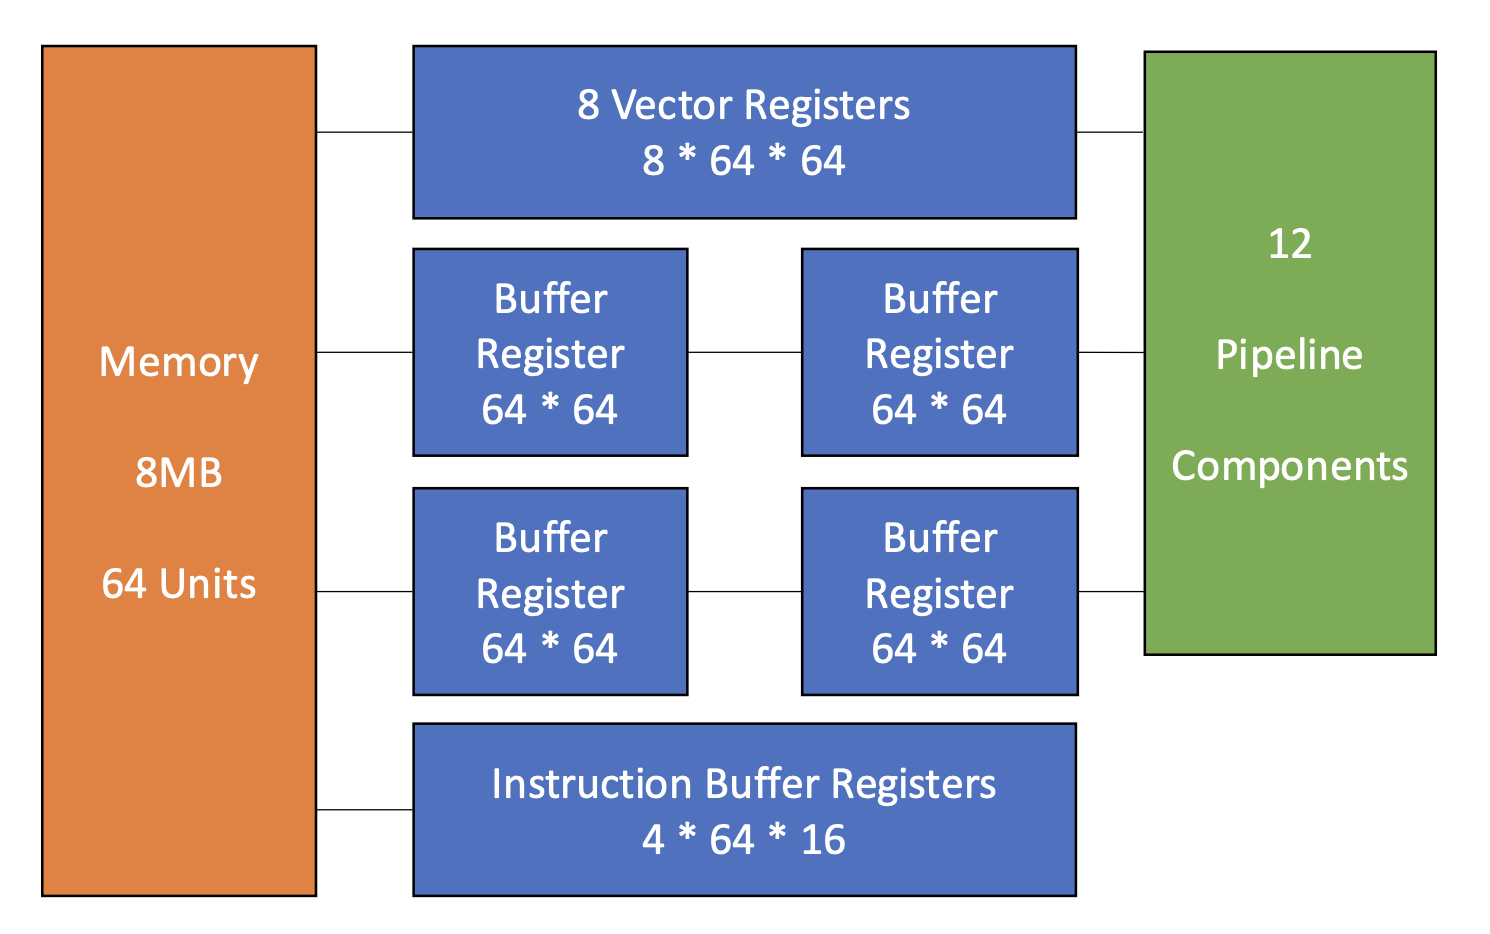 Memory
8MB
64 Units
8 Vector Registers
8 * 64 * 64
Buffer
Register
64 * 64
Buffer
Register
64 * 64
Buffer
Register
64 * 64
Buffer
Register
64 * 64
Instruction Buffer Registers
4 * 64 * 16
12
Pipeline
Components